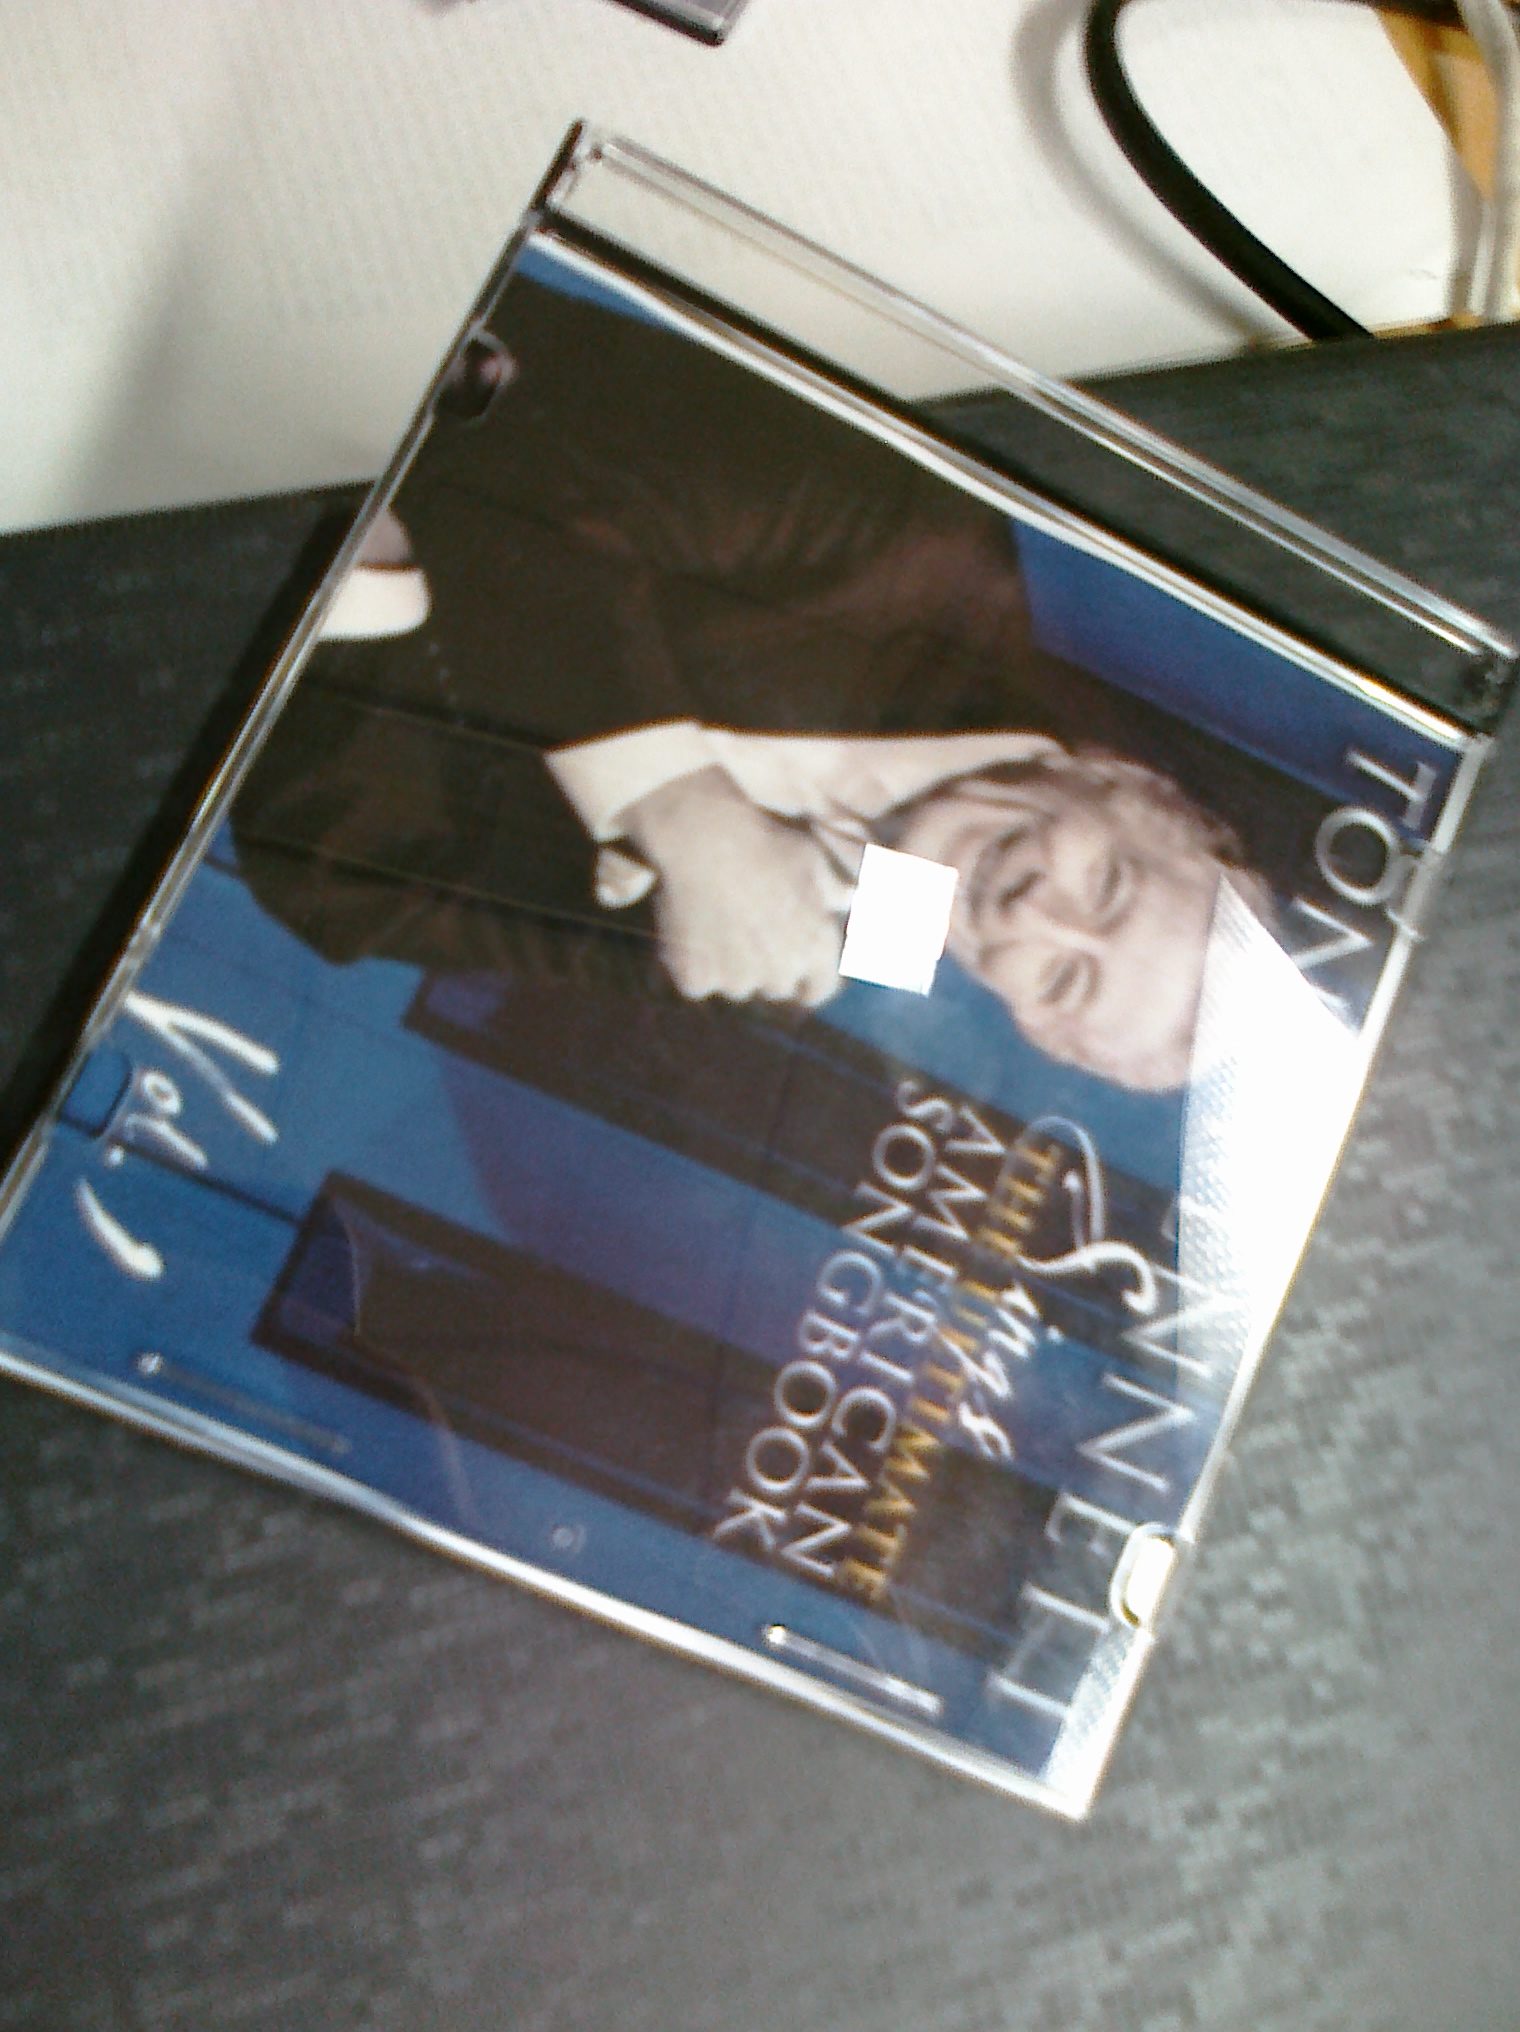 TONY BENNETT
Sings
THE ULTIMATE
AMERICAN
SONGBOOK
Vol. 1